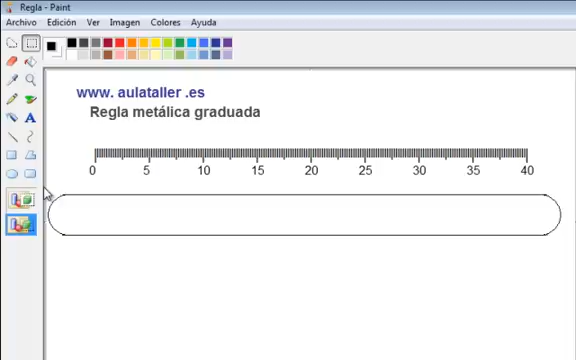 Regla - Paint
Archivo Edición Ver Imagen Colores Ayuda
www. aulataller .es
Regla metálica graduada
0 5 10 15 20 25 30 35 40